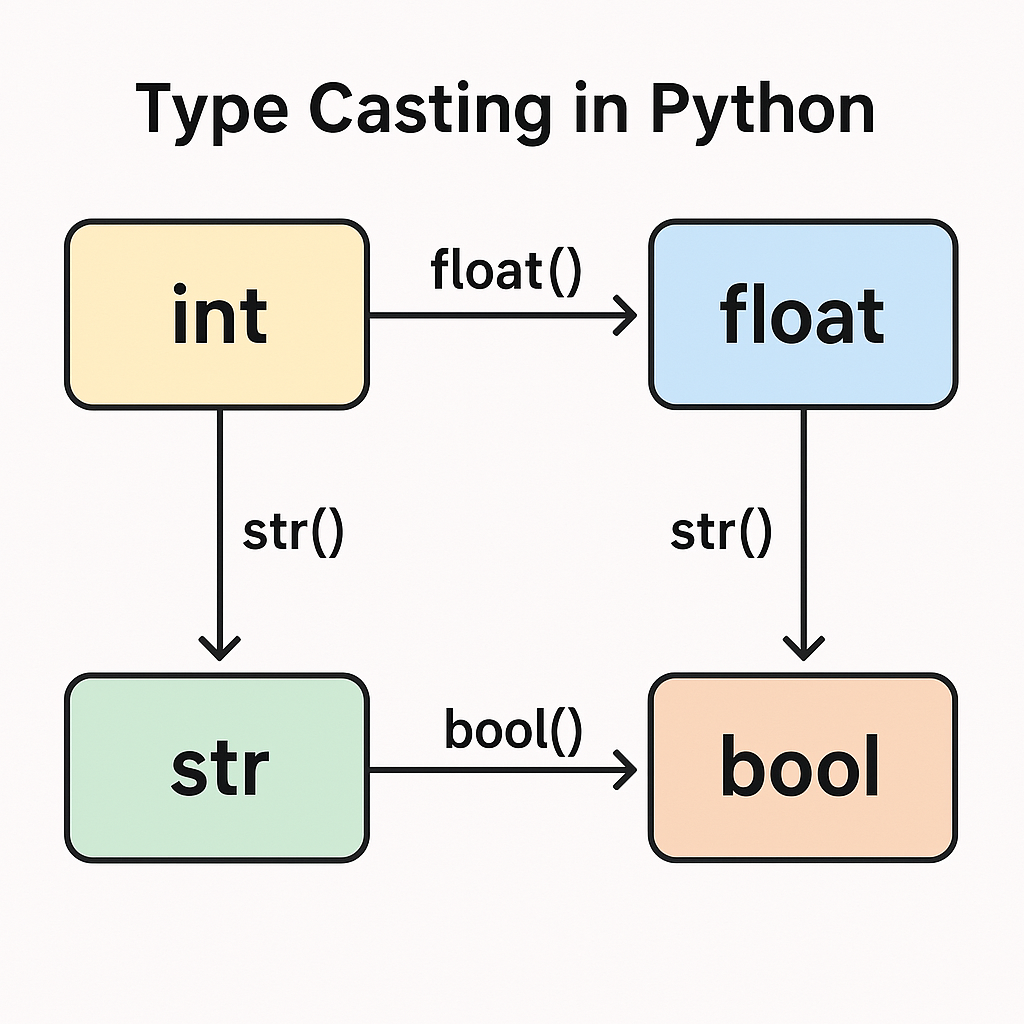 Type Casting in Python
int
float()
float
str()
str()
str
bool()
bool